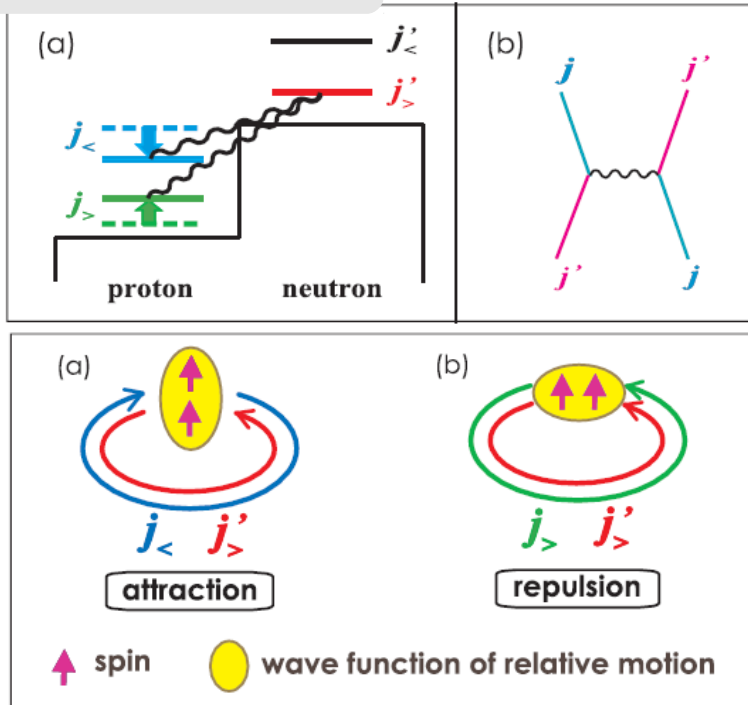 (a)
j'<
j'>
j<
j>
proton
neutron
(b)
j
j'
j'
j
(a)
j< j'>
attraction
(b)
j> j'>
repulsion
spin
wave function of relative motion